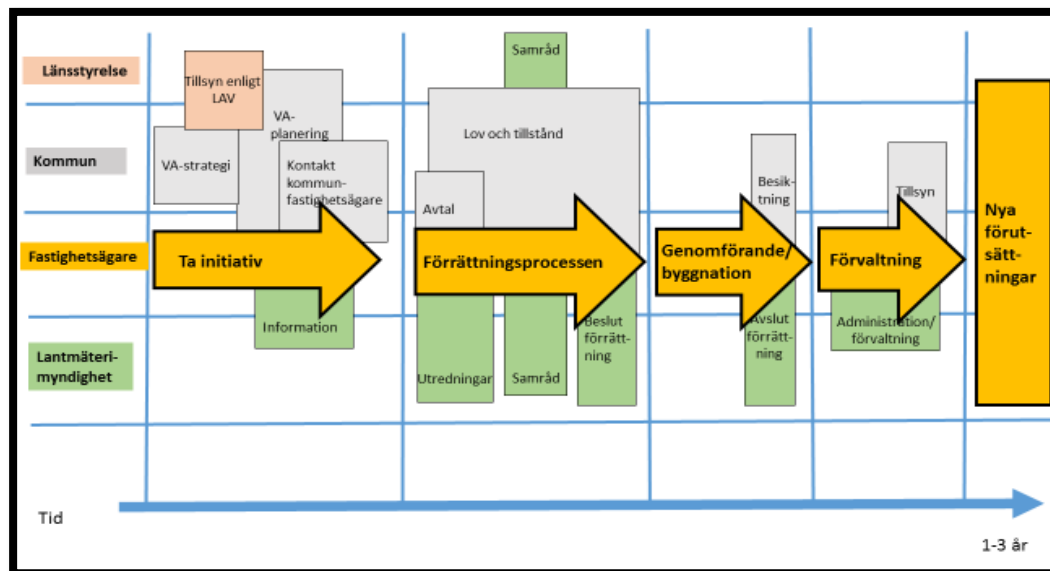 Samråd
Länsstyrelse
Tillsyn enligt
LAV
VA-
planering
Lov och tillstånd
Kommun
VA-strategi
Kontakt
kommun-
fastighetsägare
Avtal
Besik-
tning
Tillsyn
Nya
förut-
sätt-
ningar
Fastighetsägare
Ta initiativ
Förrättningsprocessen
Genomförande/
byggnation
Förvaltning
Information
Beslut
förrätt-
ning
Avslut
förrätt-
ning
Administration/
förvaltning
Lantmäteri-
myndighet
Utredningar
Samråd
Tid
1-3 år